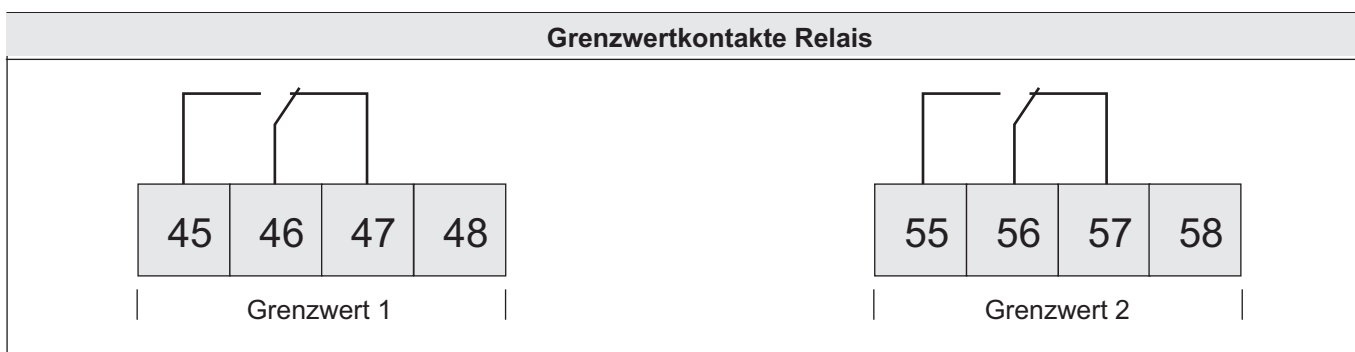 Grenzwertkontakte Relais
45 46 47 48
55 56 57 58
Grenzwert 1
Grenzwert 2